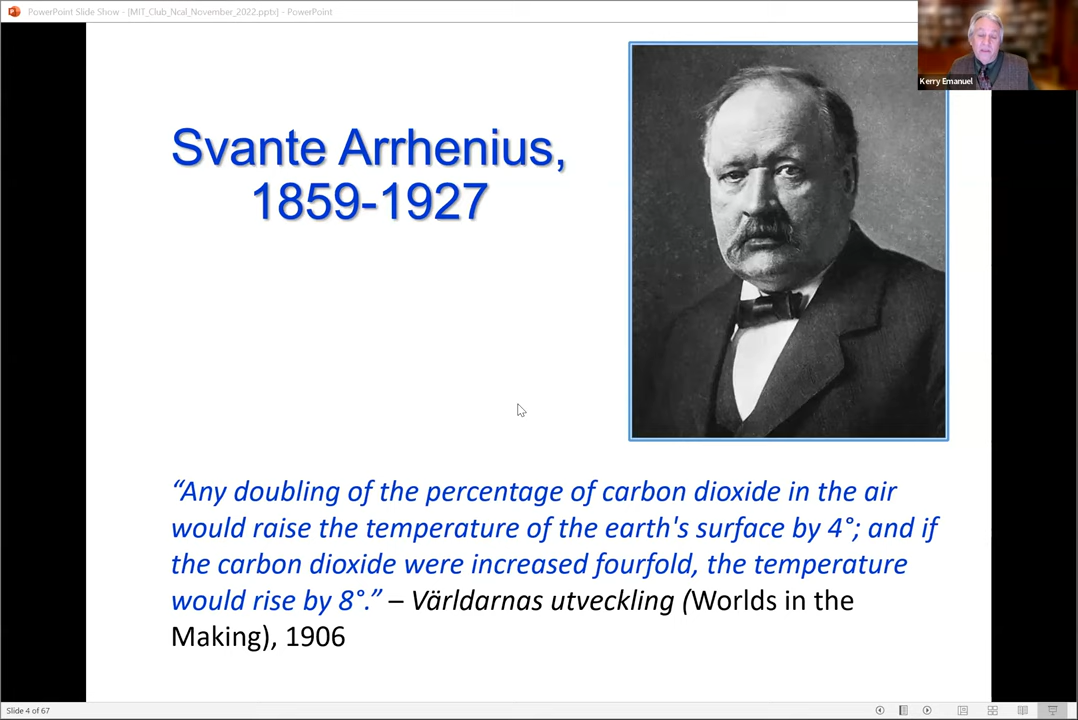 PowerPoint Slide Show - [MIT_Club_Ncal_November_2022.pptx] - PowerPoint
Kerry Emanuel
Svante Arrhenius,
1859-1927
“Any doubling of the percentage of carbon dioxide in the air
would raise the temperature of the earth's surface by 4°; and if
the carbon dioxide were increased fourfold, the temperature
would rise by 8°.” – Världarnas utveckling (Worlds in the
Making), 1906
Slide 4 of 67